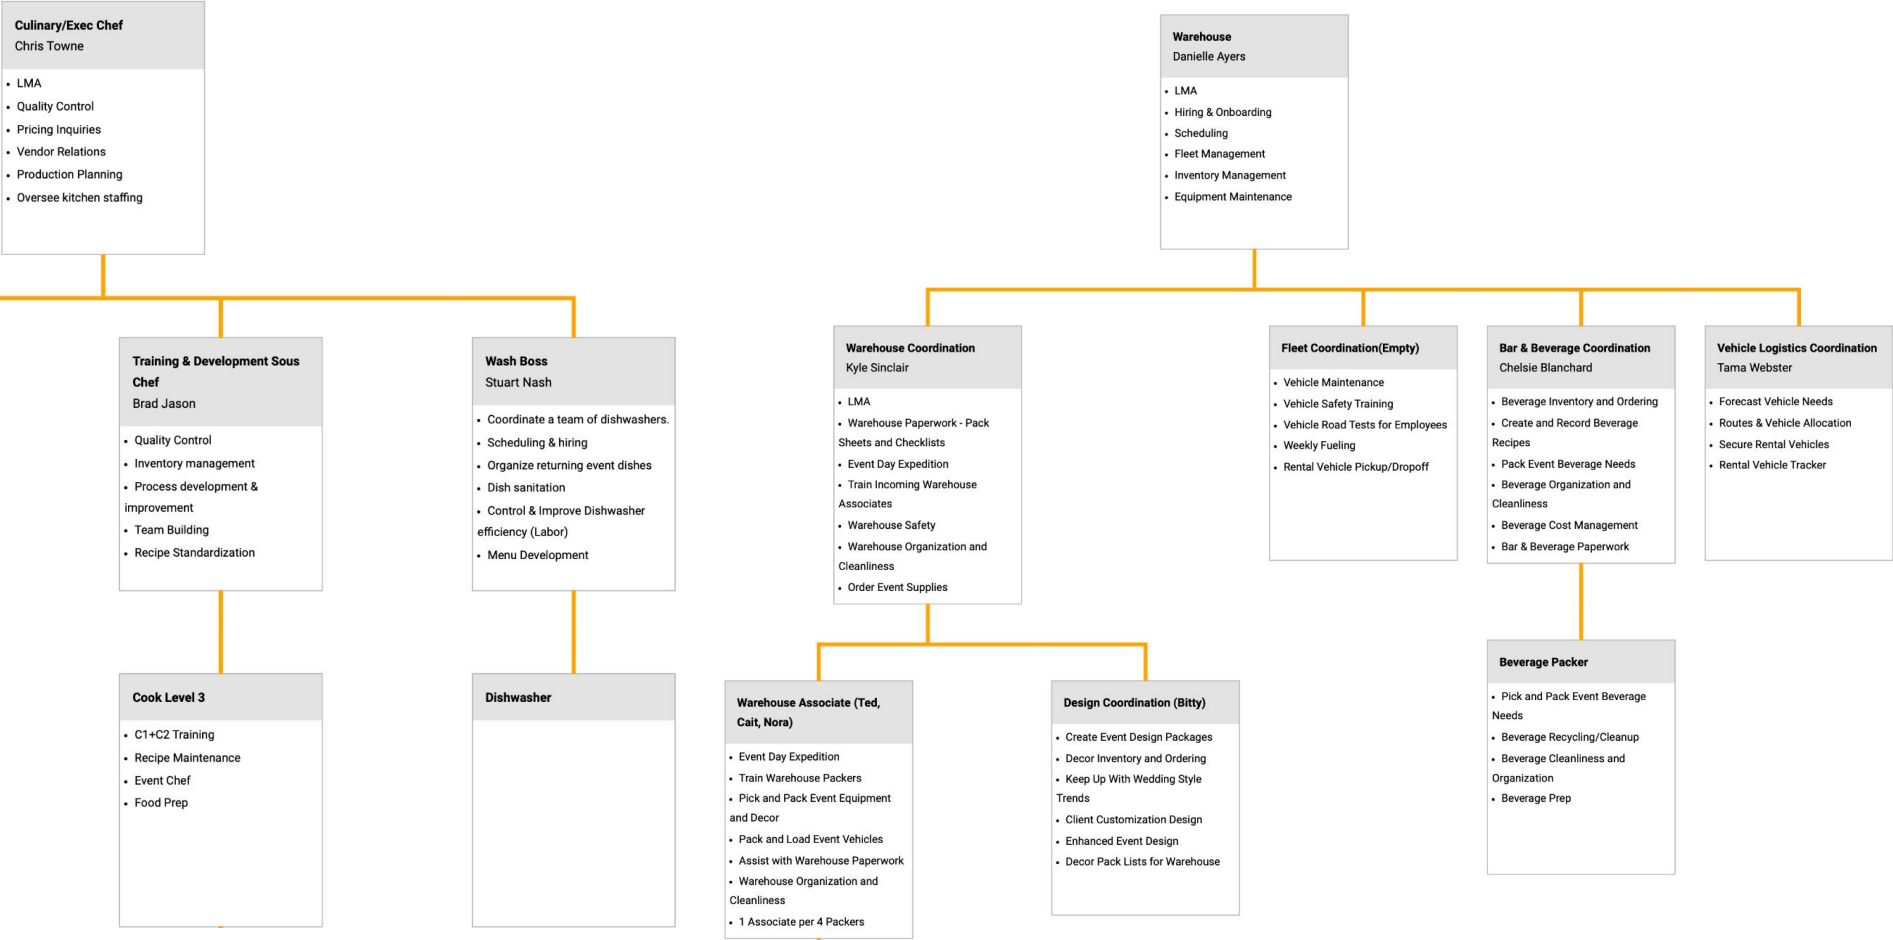 Culinary/Exec Chef
Chris Towne
• LMA
• Quality Control
• Pricing Inquiries
• Vendor Relations
• Production Planning
• Oversee kitchen staffing
Warehouse
Danielle Ayers
• LMA
• Hiring & Onboarding
• Scheduling
• Fleet Management
• Inventory Management
• Equipment Maintenance
Training & Development Sous
Chef
Brad Jason
• Quality Control
• Inventory management
• Process development &
improvement
• Team Building
• Recipe Standardization
Wash Boss
Stuart Nash
• Coordinate a team of dishwashers.
• Scheduling & hiring
• Organize returning event dishes
• Dish sanitation
• Control & Improve Dishwasher
efficiency (Labor)
• Menu Development
Warehouse Coordination
Kyle Sinclair
• LMA
• Warehouse Paperwork - Pack
Sheets and Checklists
• Event Day Expedition
• Train Incoming Warehouse
Associates
• Warehouse Safety
• Warehouse Organization and
Cleanliness
• Order Event Supplies
Fleet Coordination(Empty)
• Vehicle Maintenance
• Vehicle Safety Training
• Vehicle Road Tests for Employees
• Weekly Fueling
• Rental Vehicle Pickup/Dropoff
Bar & Beverage Coordination
Chelsie Blanchard
• Beverage Inventory and Ordering
• Create and Record Beverage
Recipes
• Pack Event Beverage Needs
• Beverage Organization and
Cleanliness
• Beverage Cost Management
• Bar & Beverage Paperwork
Vehicle Logistics Coordination
Tama Webster
• Forecast Vehicle Needs
• Routes & Vehicle Allocation
• Secure Rental Vehicles
• Rental Vehicle Tracker
Cook Level 3
• C1+C2 Training
• Recipe Maintenance
• Event Chef
• Food Prep
Dishwasher
Warehouse Associate (Ted,
Cait, Nora)
• Event Day Expedition
• Train Warehouse Packers
• Pick and Pack Event Equipment
and Decor
• Pack and Load Event Vehicles
• Assist with Warehouse Paperwork
• Warehouse Organization and
Cleanliness
• 1 Associate per 4 Packers
Design Coordination (Bitty)
• Create Event Design Packages
• Decor Inventory and Ordering
• Keep Up With Wedding Style
Trends
• Client Customization Design
• Enhanced Event Design
• Decor Pack Lists for Warehouse
Beverage Packer
• Pick and Pack Event Beverage
Needs
• Beverage Recycling/Cleanup
• Beverage Cleanliness and
Organization
• Beverage Prep